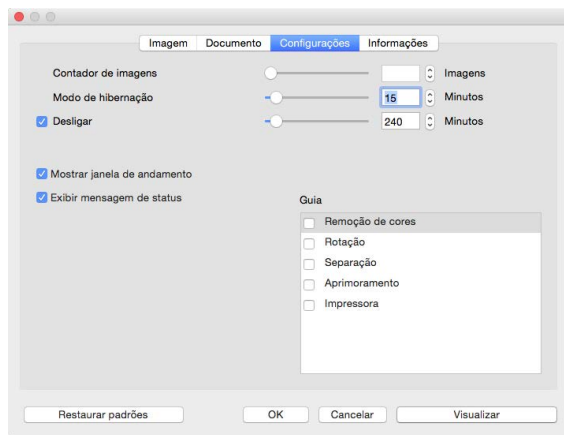 Imagem Documento Configurações Informações
Contador de imagens Imagens
Modo de hibernação 15 Minutos
Desligar 240 Minutos
Mostrar janela de andamento
Exibir mensagem de status
Guia
Remoção de cores
Rotação
Separação
Aprimoramento
Impressora
Restaurar padrões OK Cancelar Visualizar